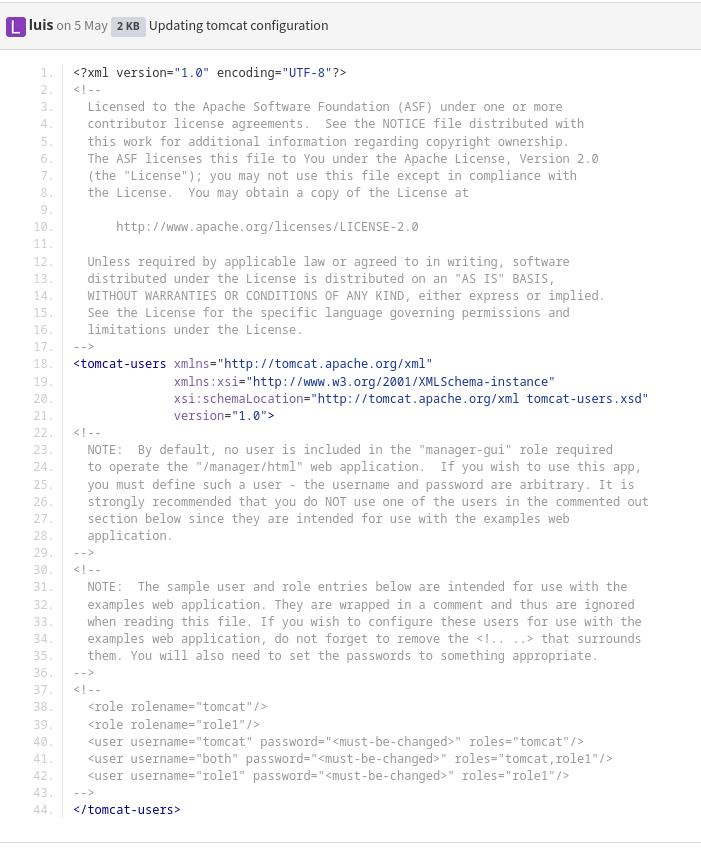 L luis on 5 May 2 KB Updating tomcat configuration
1. <?xml version="1.0" encoding="UTF-8"?>
2. <!--
3.   Licensed to the Apache Software Foundation (ASF) under one or more
4.   contributor license agreements.  See the NOTICE file distributed with
5.   this work for additional information regarding copyright ownership.
6.   The ASF licenses this file to You under the Apache License, Version 2.0
7.   (the "License"); you may not use this file except in compliance with
8.   the License.  You may obtain a copy of the License at
9.
10.       http://www.apache.org/licenses/LICENSE-2.0
11.
12.   Unless required by applicable law or agreed to in writing, software
13.   distributed under the License is distributed on an "AS IS" BASIS,
14.   WITHOUT WARRANTIES OR CONDITIONS OF ANY KIND, either express or implied.
15.   See the License for the specific language governing permissions and
16.   limitations under the License.
17. -->
18. <tomcat-users xmlns="http://tomcat.apache.org/xml"
19.               xmlns:xsi="http://www.w3.org/2001/XMLSchema-instance"
20.               xsi:schemaLocation="http://tomcat.apache.org/xml tomcat-users.xsd"
21.               version="1.0">
22. <!--
23.   NOTE:  By default, no user is included in the "manager-gui" role required
24.   to operate the "/manager/html" web application.  If you wish to use this app,
25.   you must define such a user - the username and password are arbitrary. It is
26.   strongly recommended that you do NOT use one of the users in the commented out
27.   section below since they are intended for use with the examples web
28.   application.
29. -->
30. <!--
31.   NOTE:  The sample user and role entries below are intended for use with the
32.   examples web application. They are wrapped in a comment and thus are ignored
33.   when reading this file. If you wish to configure these users for use with the
34.   examples web application, do not forget to remove the <!.. ..> that surrounds
35.   them. You will also need to set the passwords to something appropriate.
36. -->
37. <!--
38.   <role rolename="tomcat"/>
39.   <role rolename="role1"/>
40.   <user username="tomcat" password="<must-be-changed>" roles="tomcat"/>
41.   <user username="both" password="<must-be-changed>" roles="tomcat,role1"/>
42.   <user username="role1" password="<must-be-changed>" roles="role1"/>
43. -->
44. </tomcat-users>